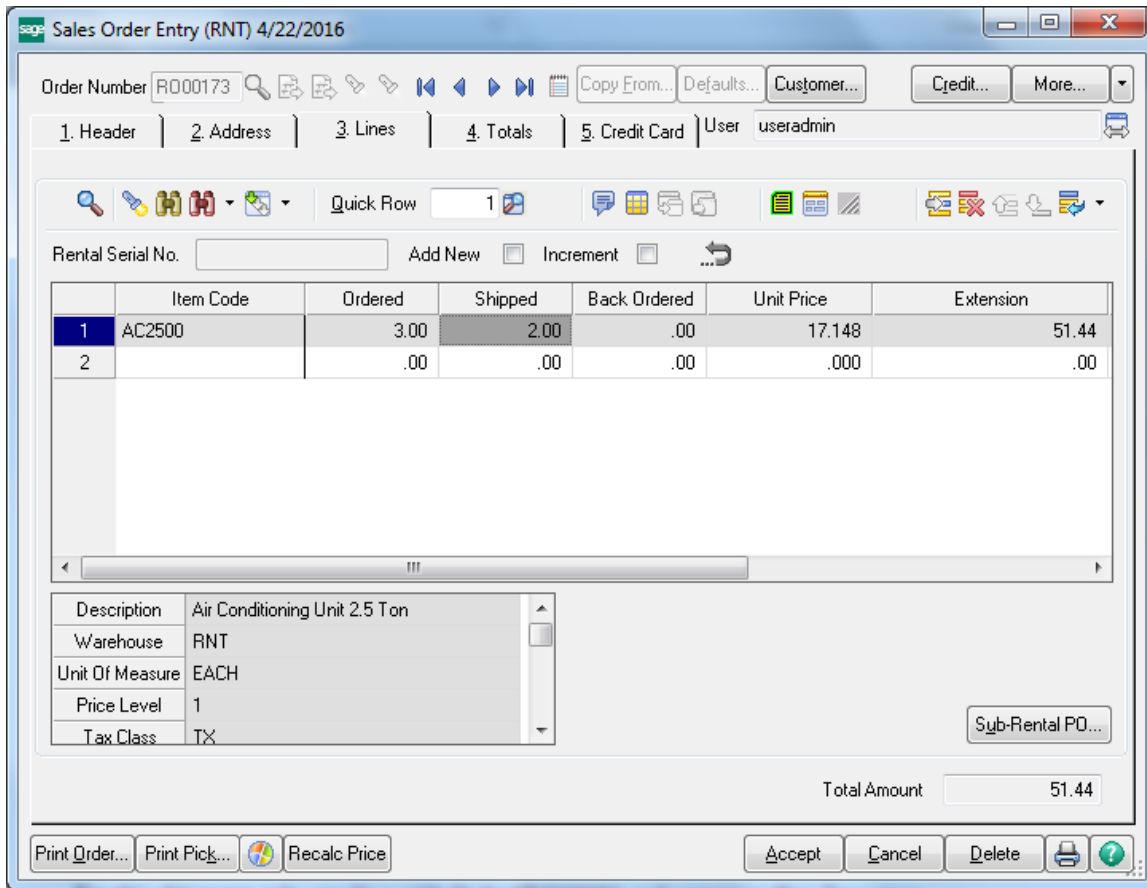 sage Sales Order Entry (RNT) 4/22/2016
Order Number RO00173 Copy From... Defaults... Customer... Credit... More...
1. Header 2. Address 3. Lines 4. Totals 5. Credit Card User useradmin
Quick Row 1
Rental Serial No. Add New Increment
Item Code Ordered Shipped Back Ordered Unit Price Extension
1 AC2500 3.00 2.00 .00 17.148 51.44
2 .00 .00 .00 .000 .00
Description Air Conditioning Unit 2.5 Ton
Warehouse RNT
Unit Of Measure EACH
Price Level 1
Tax Class TX
Sub-Rental PO...
Total Amount 51.44
Print Order... Print Pick... Recalc Price Accept Cancel Delete